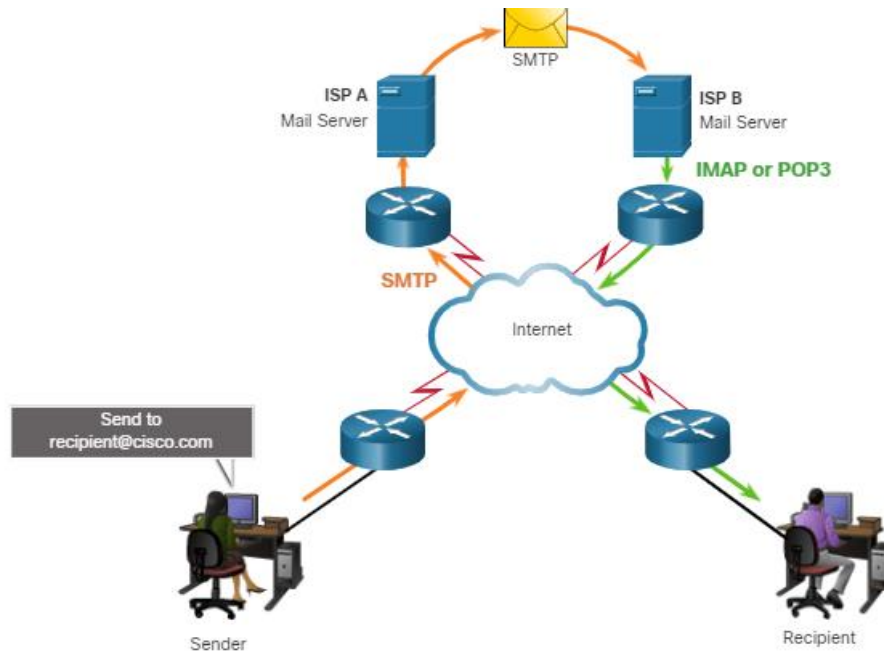 SMTP
ISP A
Mail Server
ISP B
Mail Server
IMAP or POP3
SMTP
Internet
Send to
recipient@cisco.com
Sender
Recipient